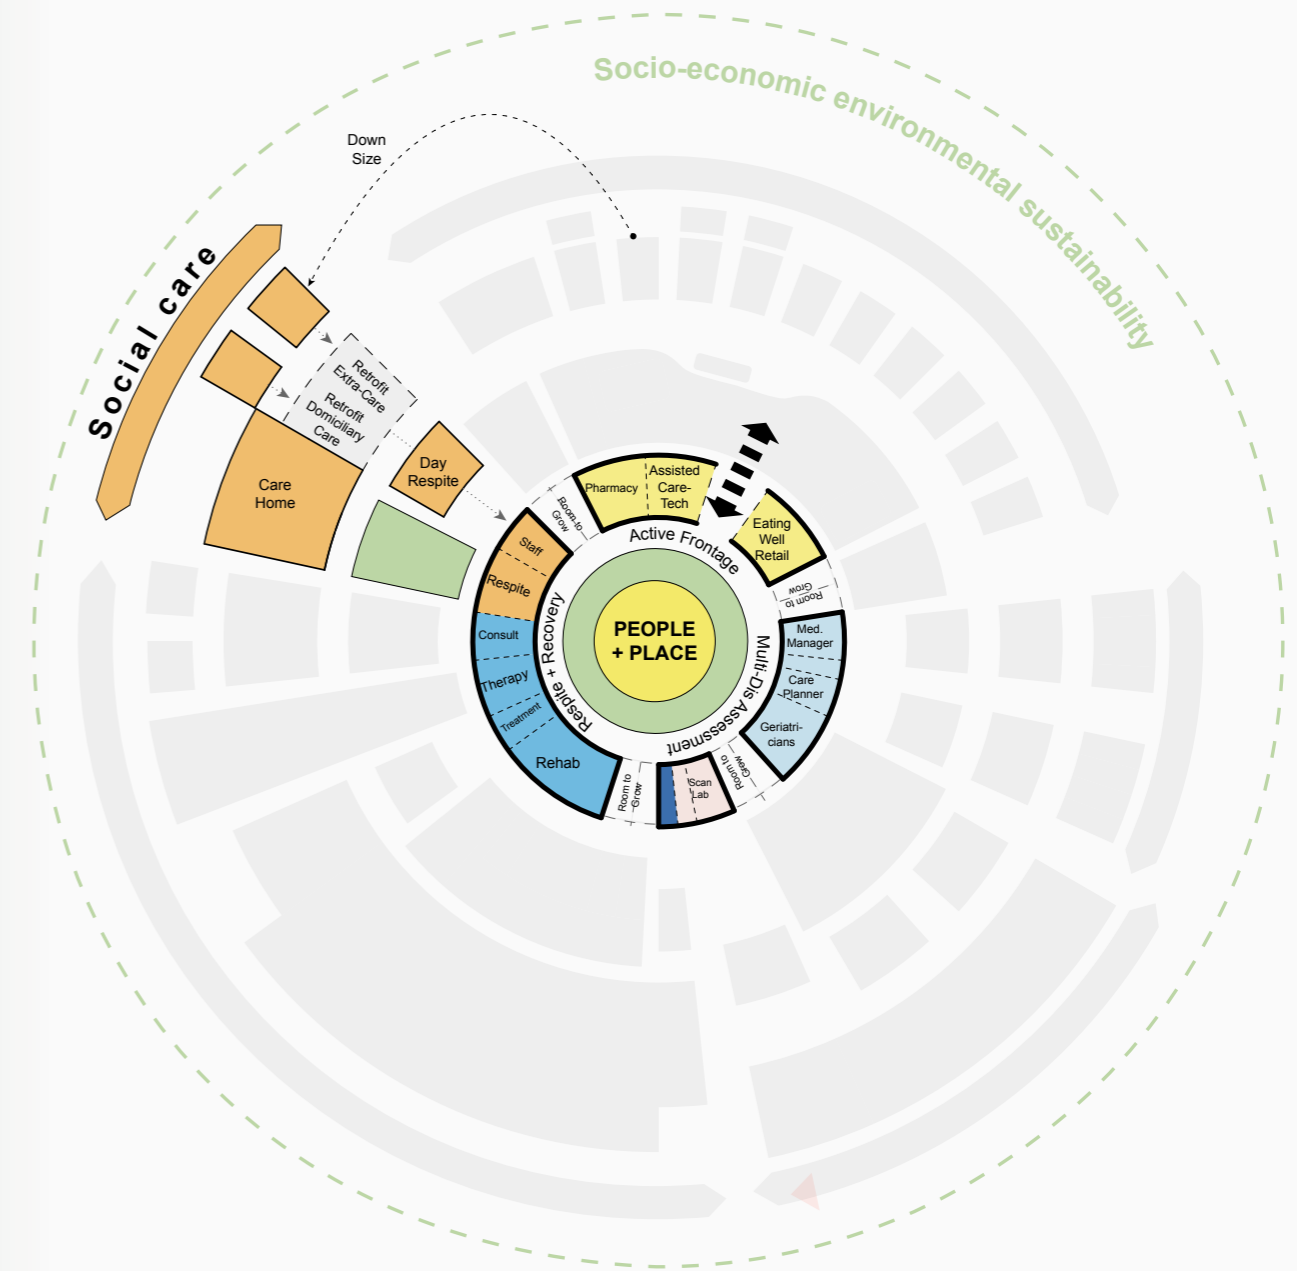 Socio-economic environmental sustainability
Down
Size
Social care
Retrofit
Extra-Care
Retrofit
Domiciliary
Care
Day
Respite
Care
Home
Room-to
Grow
Pharmacy
Assisted
Care-
Tech
Active Frontage
Eating
Well
Retail
Room to
Grow
Staff
Respite
Consult
Therapy
Treatment
Rehab
Respite + Recovery
PEOPLE
+ PLACE
Multi-Dis Assessment
Med.
Manager
Care
Planner
Geriatri-
cians
Room to
Grow
Scan
Lab
Room to
Grow